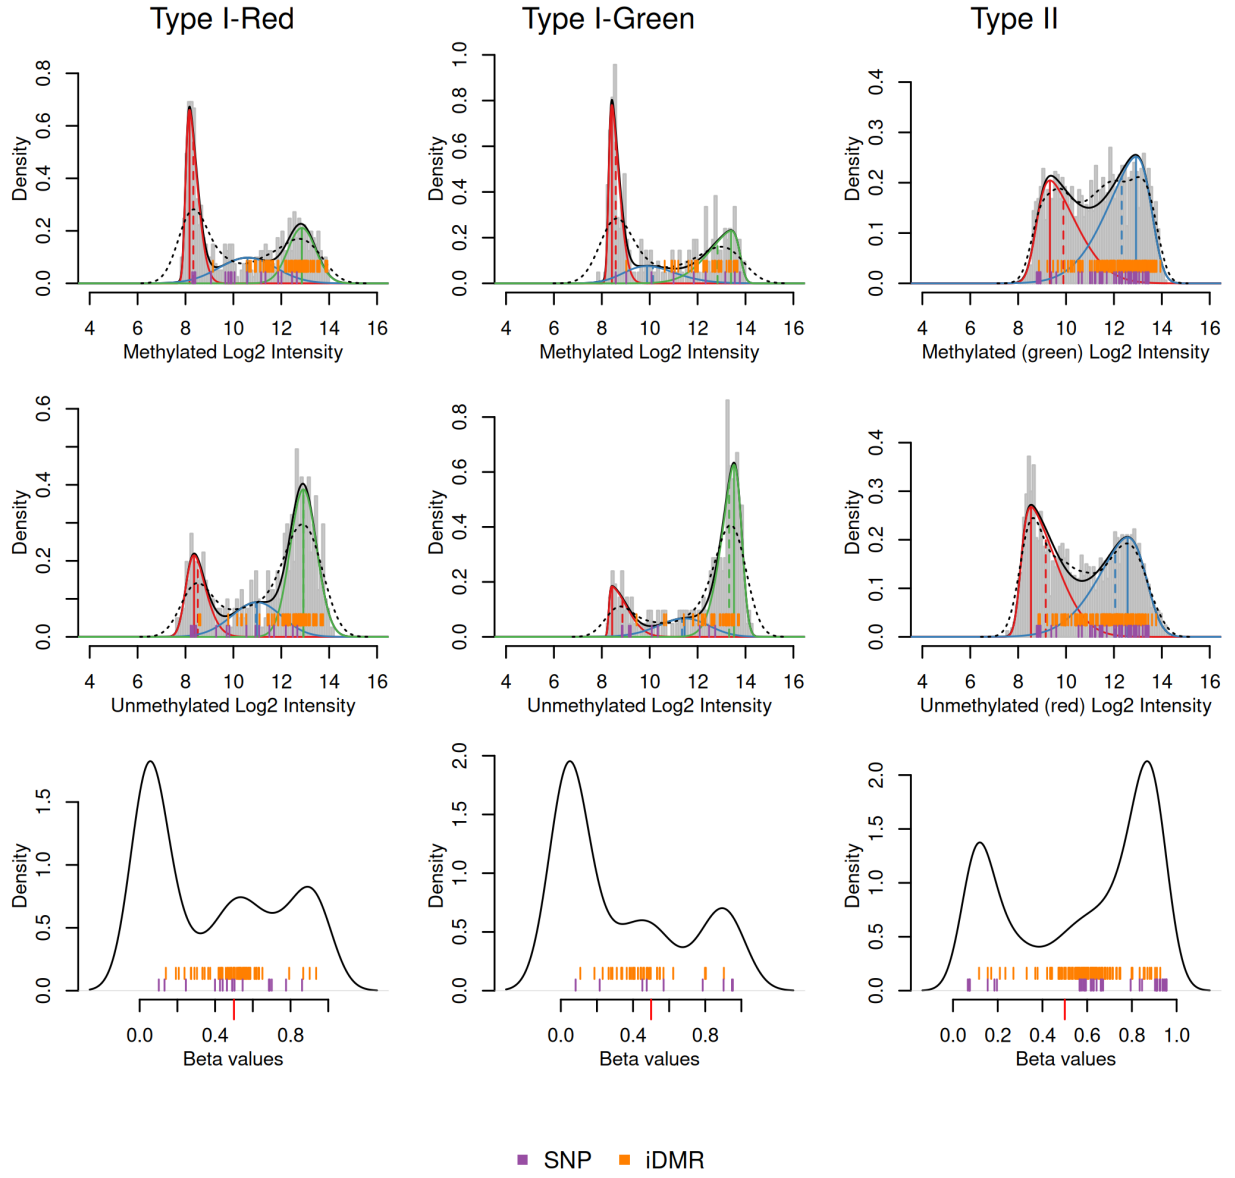 Type I-Red Type I-Green Type II
Density
0.0 0.2 0.4 0.6 0.8
4 6 8 10 12 14 16
Methylated Log2 Intensity
Density
0.0 0.2 0.4 0.6 0.8 1.0
4 6 8 10 12 14 16
Methylated Log2 Intensity
Density
0.0 0.1 0.2 0.3 0.4
4 6 8 10 12 14 16
Methylated (green) Log2 Intensity
Density
0.0 0.2 0.4 0.6
4 6 8 10 12 14 16
Unmethylated Log2 Intensity
Density
0.0 0.2 0.4 0.6 0.8
4 6 8 10 12 14 16
Unmethylated Log2 Intensity
Density
0.0 0.1 0.2 0.3 0.4
4 6 8 10 12 14 16
Unmethylated (red) Log2 Intensity
Density
0.0 0.5 1.0 1.5
0.0 0.4 0.8
Beta values
Density
0.0 0.5 1.0 1.5 2.0
0.0 0.4 0.8
Beta values
Density
0.0 0.5 1.0 1.5 2.0
0.0 0.2 0.4 0.6 0.8 1.0
Beta values
SNP iDMR